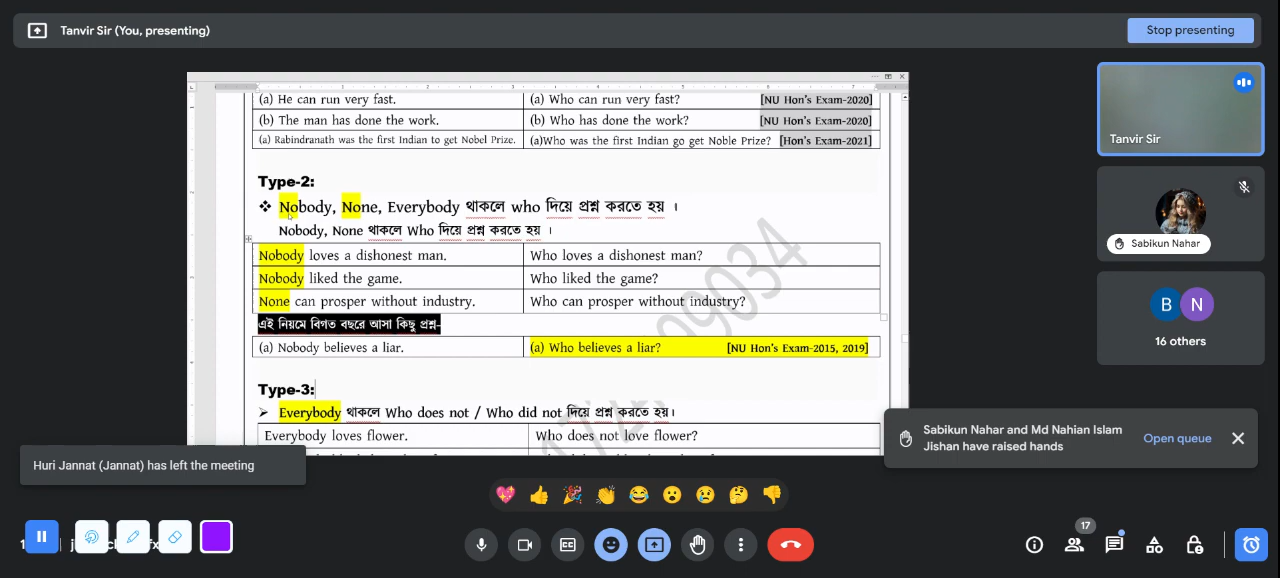 Tanvir Sir (You, presenting)
Stop presenting
(a) He can run very fast. (a) Who can run very fast? [NU Hon's Exam-2020]
(b) The man has done the work. (b) Who has done the work? [NU Hon's Exam-2020]
(a) Rabindranath was the first Indian to get Nobel Prize. (a)Who was the first Indian go get Noble Prize? [Hon's Exam-2021]
Type-2:
❖ Nobody, None, Everybody থাকলে who দিয়ে প্রশ্ন করতে হয় ।
Nobody, None থাকলে Who দিয়ে প্রশ্ন করতে হয় ।
Nobody loves a dishonest man. Who loves a dishonest man?
Nobody liked the game. Who liked the game?
None can prosper without industry. Who can prosper without industry?
এই নিয়মে বিগত বছরে আসা কিছু প্রশ্ন-
(a) Nobody believes a liar. (a) Who believes a liar? [NU Hon's Exam-2015, 2019]
Type-3:
➢ Everybody থাকলে Who does not / Who did not দিয়ে প্রশ্ন করতে হয়।
Everybody loves flower. Who does not love flower?
09034
Tanvir Sir
Sabikun Nahar
B N
16 others
Sabikun Nahar and Md Nahian Islam
Jishan have raised hands
Open queue
Huri Jannat (Jannat) has left the meeting
17